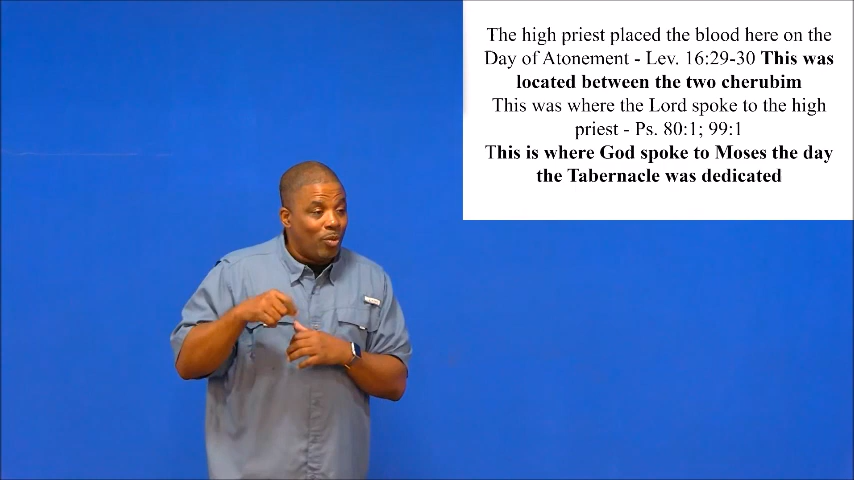 The high priest placed the blood here on the
Day of Atonement - Lev. 16:29-30 This was
located between the two cherubim
This was where the Lord spoke to the high
priest - Ps. 80:1; 99:1
This is where God spoke to Moses the day
the Tabernacle was dedicated